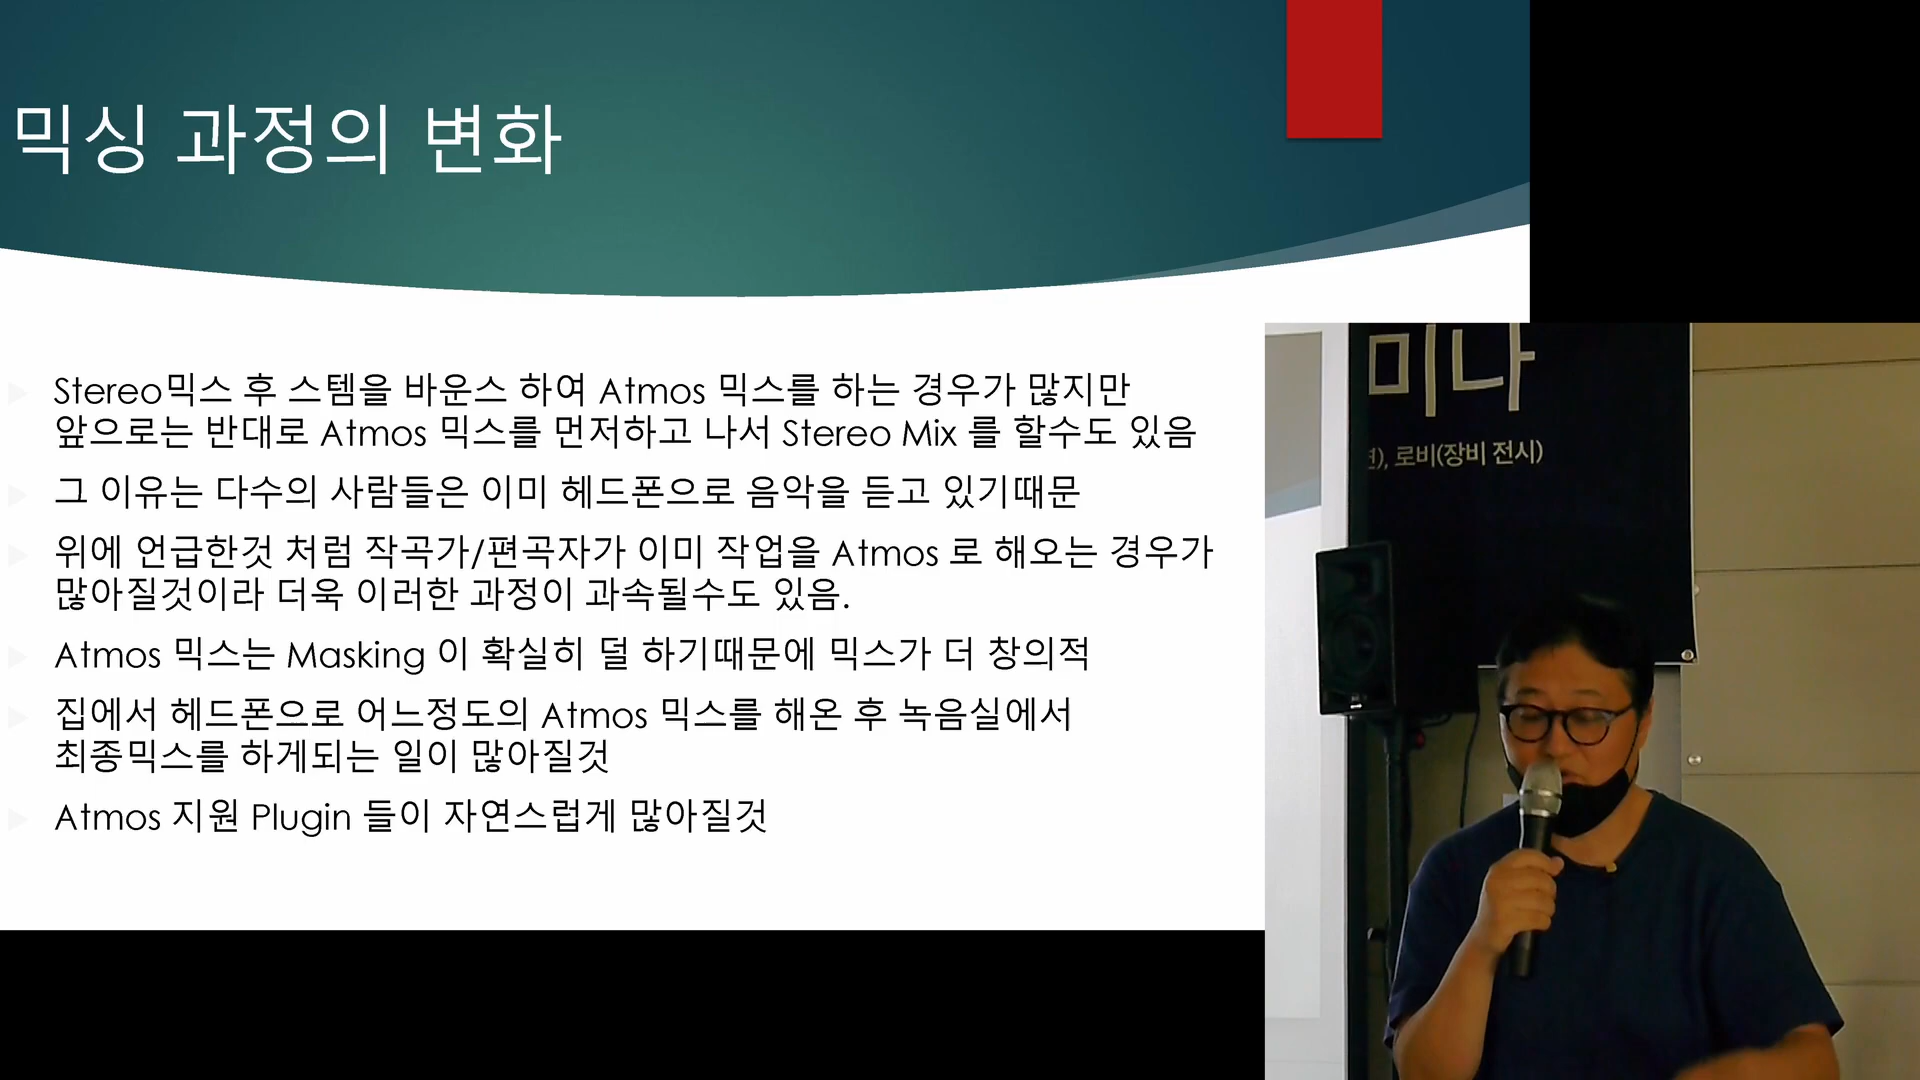 믹싱 과정의 변화
Stereo믹스 후 스템을 바운스 하여 Atmos 믹스를 하는 경우가 많지만
앞으로는 반대로 Atmos 믹스를 먼저하고 나서 Stereo Mix 를 할수도 있음
그 이유는 다수의 사람들은 이미 헤드폰으로 음악을 듣고 있기때문
위에 언급한것 처럼 작곡가/편곡자가 이미 작업을 Atmos 로 해오는 경우가
많아질것이라 더욱 이러한 과정이 과속될수도 있음.
Atmos 믹스는 Masking 이 확실히 덜 하기때문에 믹스가 더 창의적
집에서 헤드폰으로 어느정도의 Atmos 믹스를 해온 후 녹음실에서
최종믹스를 하게되는 일이 많아질것
Atmos 지원 Plugin 들이 자연스럽게 많아질것
미나
), 로비(장비 전시)